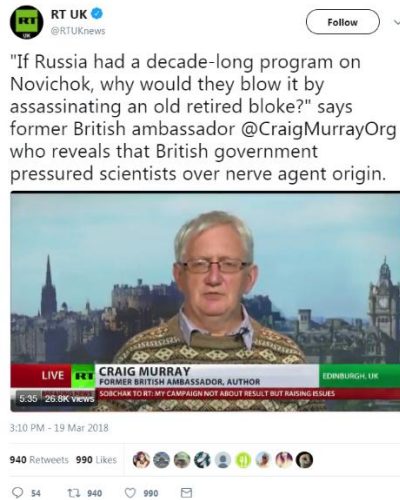 RT UK
@RTUKnews
Follow
"If Russia had a decade-long program on
Novichok, why would they blow it by
assassinating an old retired bloke?" says
former British ambassador @CraigMurrayOrg
who reveals that British government
pressured scientists over nerve agent origin.
LIVE RT CRAIG MURRAY
FORMER BRITISH AMBASSADOR, AUTHOR
EDINBURGH, UK
SOBCHAK TO RT: MY CAMPAIGN NOT ABOUT RESULT BUT RAISING ISSUES
5:35 26.8K views
3:10 PM - 19 Mar 2018
940 Retweets 990 Likes
54 940 990